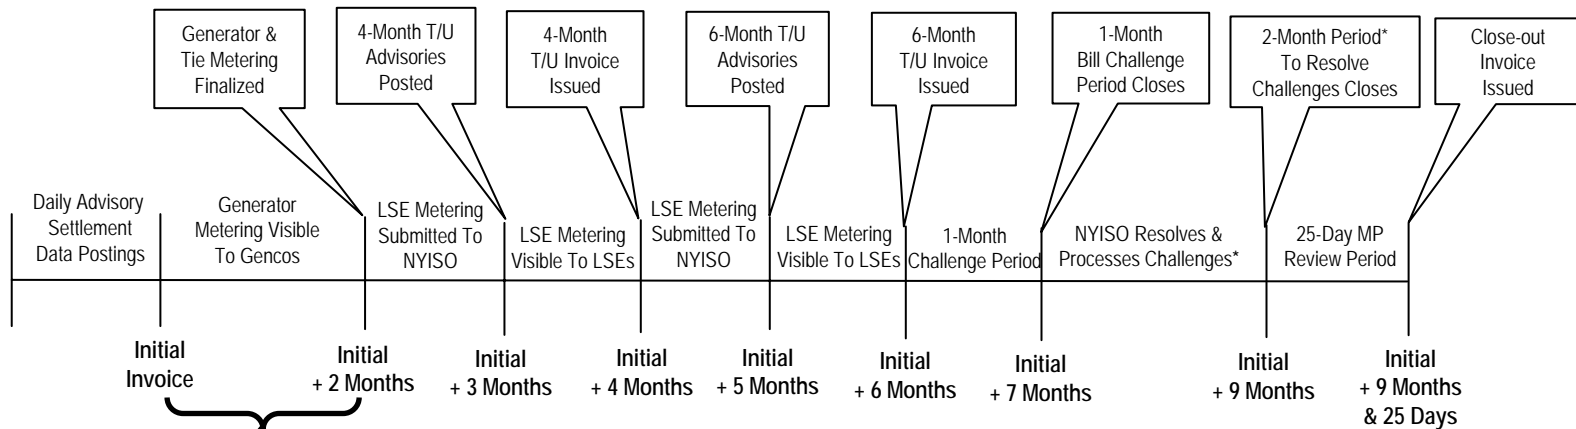 Generator &
Tie Metering
Finalized
4-Month T/U
Advisories
Posted
4-Month
T/U Invoice
Issued
6-Month T/U
Advisories
Posted
6-Month
T/U Invoice
Issued
1-Month
Bill Challenge
Period Closes
2-Month Period*
To Resolve
Challenges Closes
Close-out
Invoice
Issued
Daily Advisory
Settlement
Data Postings
Generator
Metering Visible
To Gencos
LSE Metering
Submitted To
NYISO
LSE Metering
Visible To LSEs
LSE Metering
Submitted To
NYISO
LSE Metering
Visible To LSEs
1-Month
Challenge Period
NYISO Resolves &
Processes Challenges*
25-Day MP
Review Period
Initial
Invoice
Initial
+ 2 Months
Initial
+ 3 Months
Initial
+ 4 Months
Initial
+ 5 Months
Initial
+ 6 Months
Initial
+ 7 Months
Initial
+ 9 Months
Initial
+ 9 Months
& 25 Days